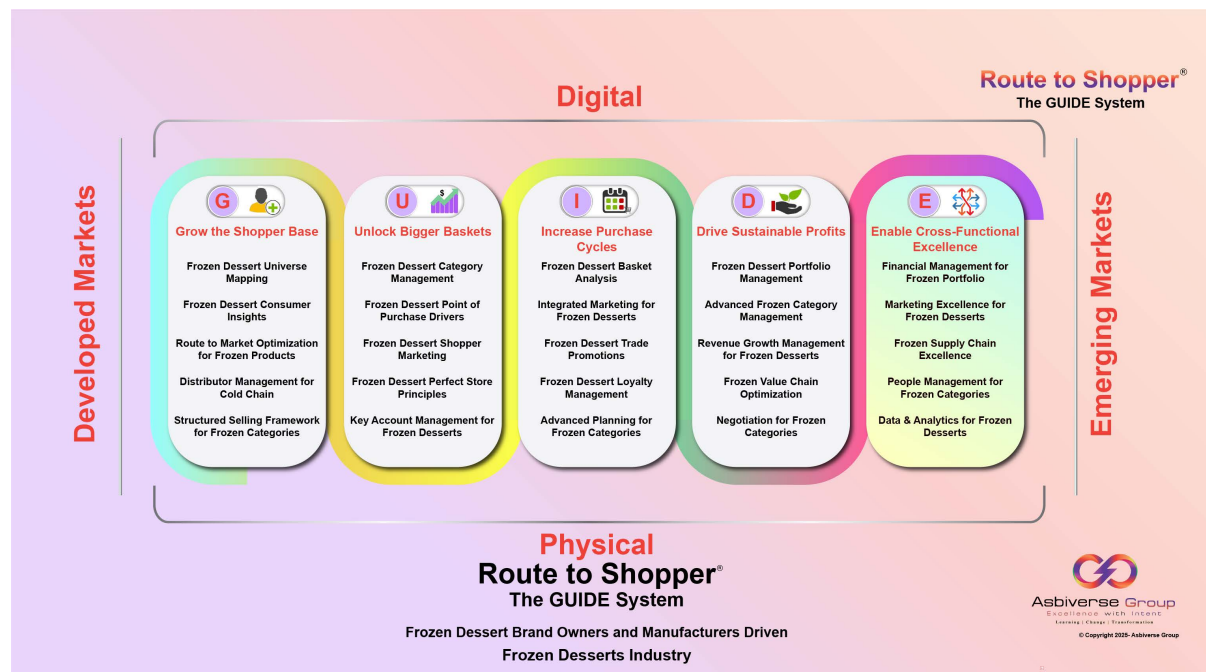 Digital
Route to Shopper®
The GUIDE System
Developed Markets
G
Grow the Shopper Base
Frozen Dessert Universe
Mapping
Frozen Dessert Consumer
Insights
Route to Market Optimization
for Frozen Products
Distributor Management for
Cold Chain
Structured Selling Framework
for Frozen Categories
U
$
Unlock Bigger Baskets
Frozen Dessert Category
Management
Frozen Dessert Point of
Purchase Drivers
Frozen Dessert Shopper
Marketing
Frozen Dessert Perfect Store
Principles
Key Account Management for
Frozen Desserts
I
Increase Purchase
Cycles
Frozen Dessert Basket
Analysis
Integrated Marketing for
Frozen Desserts
Frozen Dessert Trade
Promotions
Frozen Dessert Loyalty
Management
Advanced Planning for
Frozen Categories
D
Drive Sustainable Profits
Frozen Dessert Portfolio
Management
Advanced Frozen Category
Management
Revenue Growth Management
for Frozen Desserts
Frozen Value Chain
Optimization
Negotiation for Frozen
Categories
E
Enable Cross-Functional
Excellence
Financial Management for
Frozen Portfolio
Marketing Excellence for
Frozen Desserts
Frozen Supply Chain
Excellence
People Management for
Frozen Categories
Data & Analytics for Frozen
Desserts
Emerging Markets
Physical
Route to Shopper®
The GUIDE System
Frozen Dessert Brand Owners and Manufacturers Driven
Frozen Desserts Industry
Asbiverse Group
Excellence with Intent
Learning | Change | Transformation
© Copyright 2025- Asbiverse Group